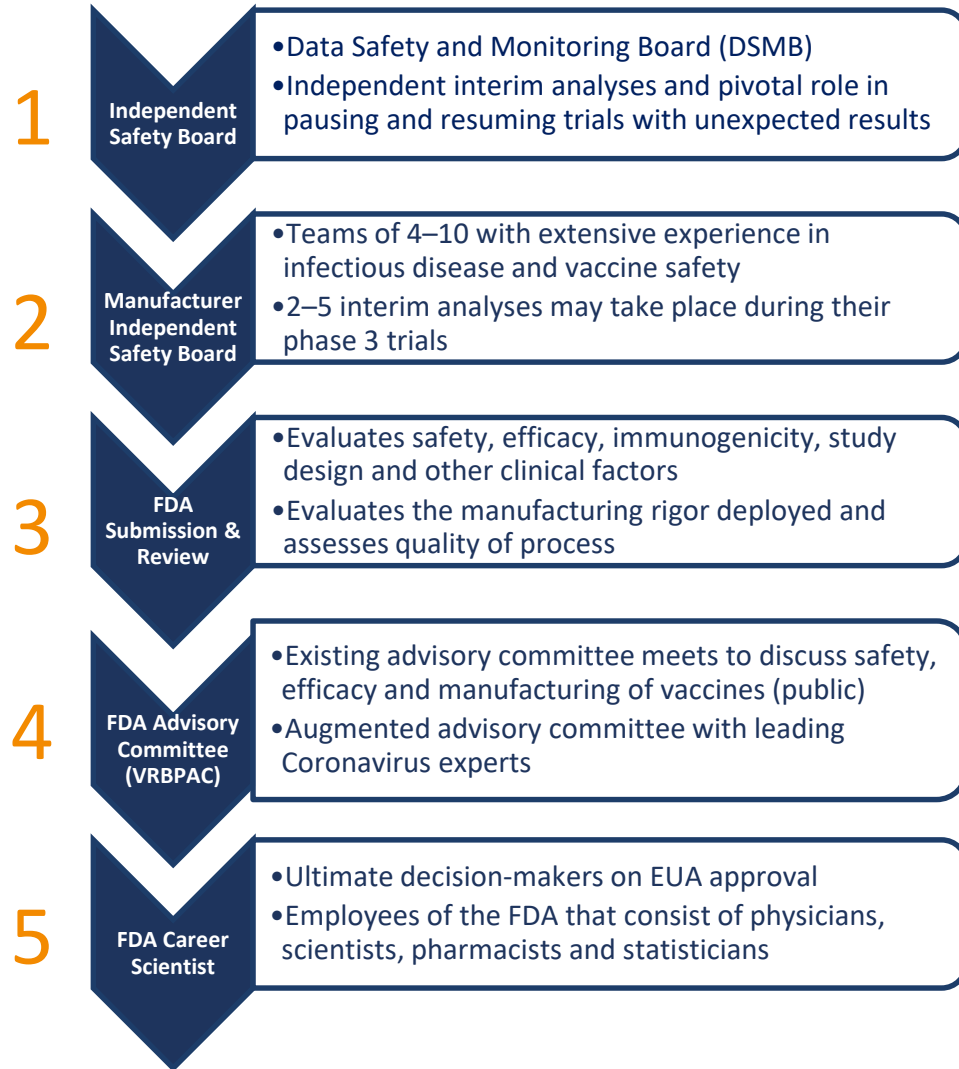 1
Independent
Safety Board
•Data Safety and Monitoring Board (DSMB)
•Independent interim analyses and pivotal role in
pausing and resuming trials with unexpected results
2
Manufacturer
Independent
Safety Board
•Teams of 4–10 with extensive experience in
infectious disease and vaccine safety
•2–5 interim analyses may take place during their
phase 3 trials
3
FDA
Submission &
Review
•Evaluates safety, efficacy, immunogenicity, study
design and other clinical factors
•Evaluates the manufacturing rigor deployed and
assesses quality of process
4
FDA Advisory
Committee
(VRBPAC)
•Existing advisory committee meets to discuss safety,
efficacy and manufacturing of vaccines (public)
•Augmented advisory committee with leading
Coronavirus experts
5
FDA Career
Scientist
•Ultimate decision-makers on EUA approval
•Employees of the FDA that consist of physicians,
scientists, pharmacists and statisticians